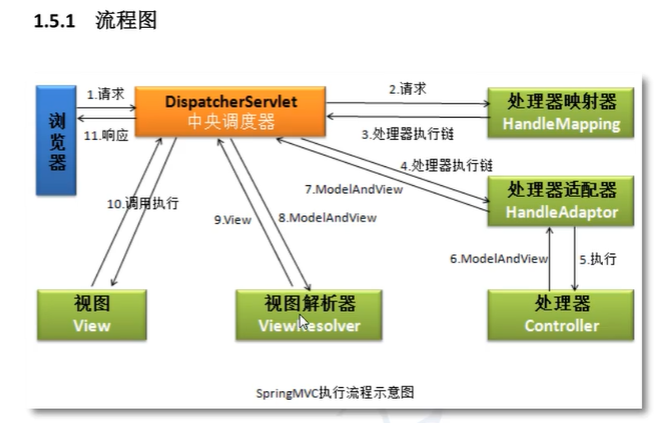 1.5.1 流程图
1.请求
DispatcherServlet
中央调度器
2.请求
处理器映射器
HandleMapping
浏览器
11.响应
3.处理器执行链
4.处理器执行链
7.ModelAndView
处理器适配器
HandleAdaptor
10.调用执行
9.View
8.ModelAndView
6.ModelAndView
5.执行
视图
View
视图解析器
ViewResolver
处理器
Controller
SpringMVC执行流程示意图